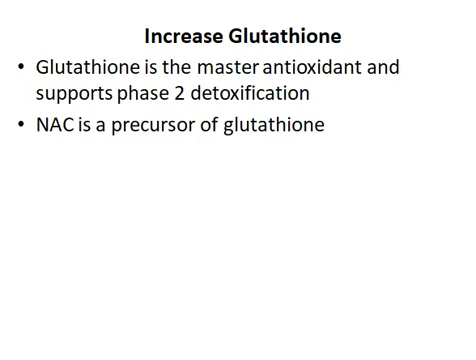 Increase Glutathione
• Glutathione is the master antioxidant and
supports phase 2 detoxification
• NAC is a precursor of glutathione